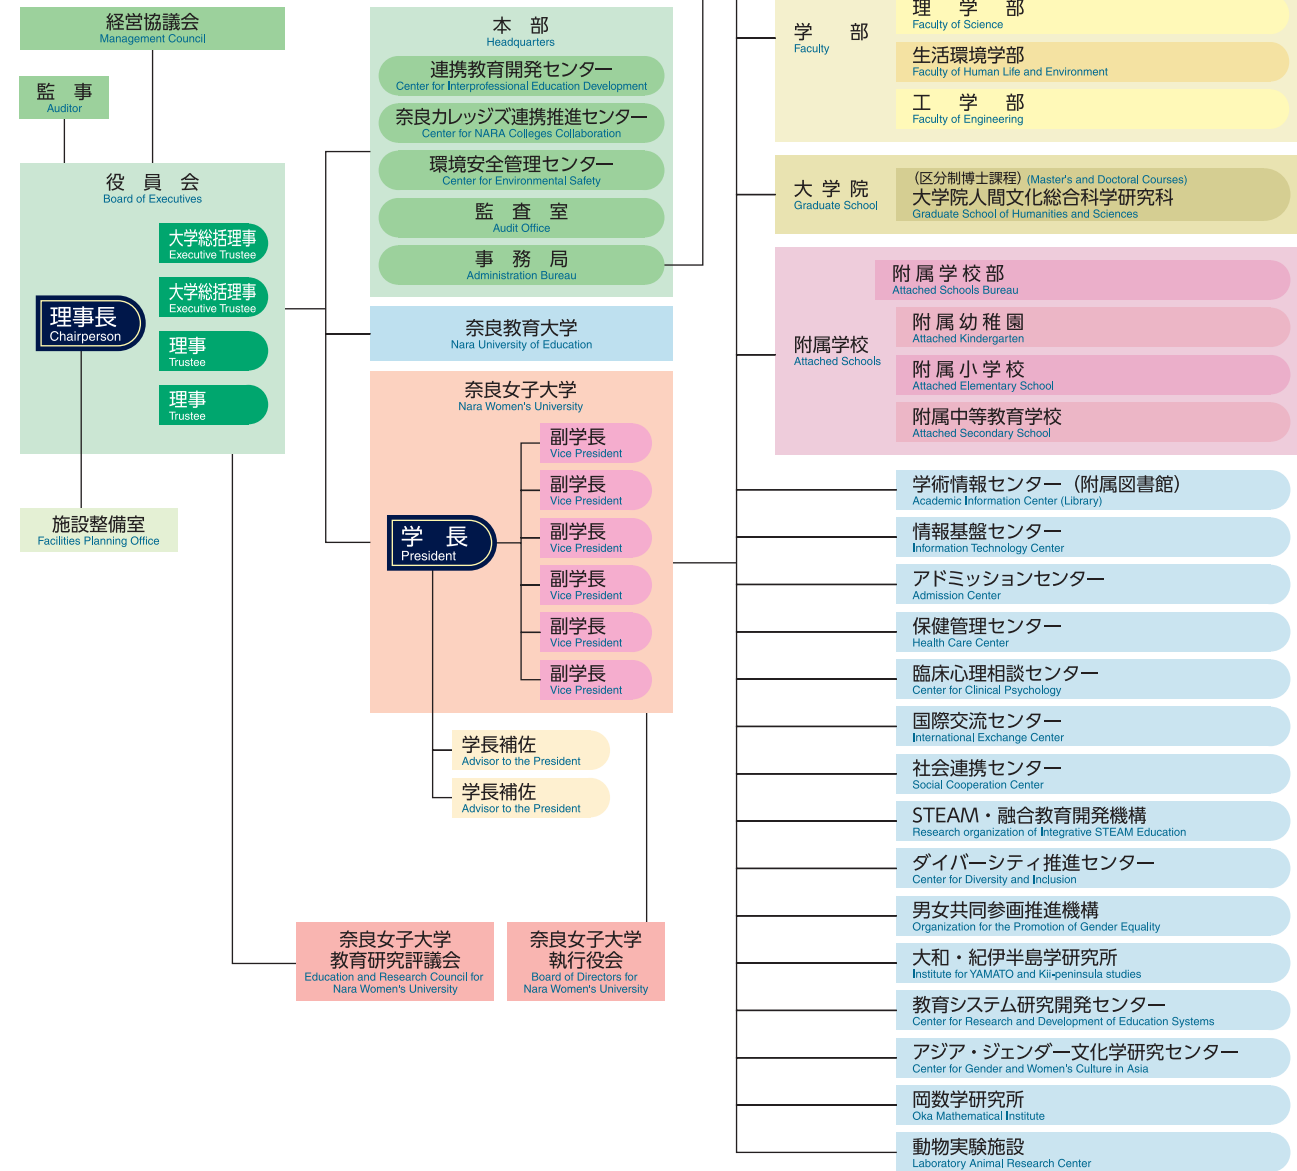 経営協議会
Management Council
監 事
Auditor
役 員 会
Board of Executives
大学総括理事
Executive Trustee
大学総括理事
Executive Trustee
理事長
Chairperson
理事
Trustee
理事
Trustee
施設整備室
Facilities Planning Office
本 部
Headquarters
連携教育開発センター
Center for Interprofessional Education Development
奈良カレッジズ連携推進センター
Center for NARA Colleges Collaboration
環境安全管理センター
Center for Environmental Safety
監 査 室
Audit Office
事 務 局
Administration Bureau
奈良教育大学
Nara University of Education
奈良女子大学
Nara Women's University
学 長
President
副学長
Vice President
副学長
Vice President
副学長
Vice President
副学長
Vice President
副学長
Vice President
副学長
Vice President
学長補佐
Advisor to the President
学長補佐
Advisor to the President
奈良女子大学
教育研究評議会
Education and Research Council for
Nara Women's University
奈良女子大学
執行役会
Board of Directors for
Nara Women's University
学 部
Faculty
理 学 部
Faculty of Science
生活環境学部
Faculty of Human Life and Environment
工 学 部
Faculty of Engineering
大 学 院
Graduate School
(区分制博士課程) (Master's and Doctoral Courses)
大学院人間文化総合科学研究科
Graduate School of Humanities and Sciences
附属学校
Attached Schools
附属学校部
Attached Schools Bureau
附属幼稚園
Attached Kindergarten
附属小学校
Attached Elementary School
附属中等教育学校
Attached Secondary School
学術情報センター（附属図書館）
Academic Information Center (Library)
情報基盤センター
Information Technology Center
アドミッションセンター
Admission Center
保健管理センター
Health Care Center
臨床心理相談センター
Center for Clinical Psychology
国際交流センター
International Exchange Center
社会連携センター
Social Cooperation Center
STEAM・融合教育開発機構
Research organization of Integrative STEAM Education
ダイバーシティ推進センター
Center for Diversity and Inclusion
男女共同参画推進機構
Organization for the Promotion of Gender Equality
大和・紀伊半島学研究所
Institute for YAMATO and Kii-peninsula studies
教育システム研究開発センター
Center for Research and Development of Education Systems
アジア・ジェンダー文化学研究センター
Center for Gender and Women's Culture in Asia
岡数学研究所
Oka Mathematical Institute
動物実験施設
Laboratory Animal Research Center